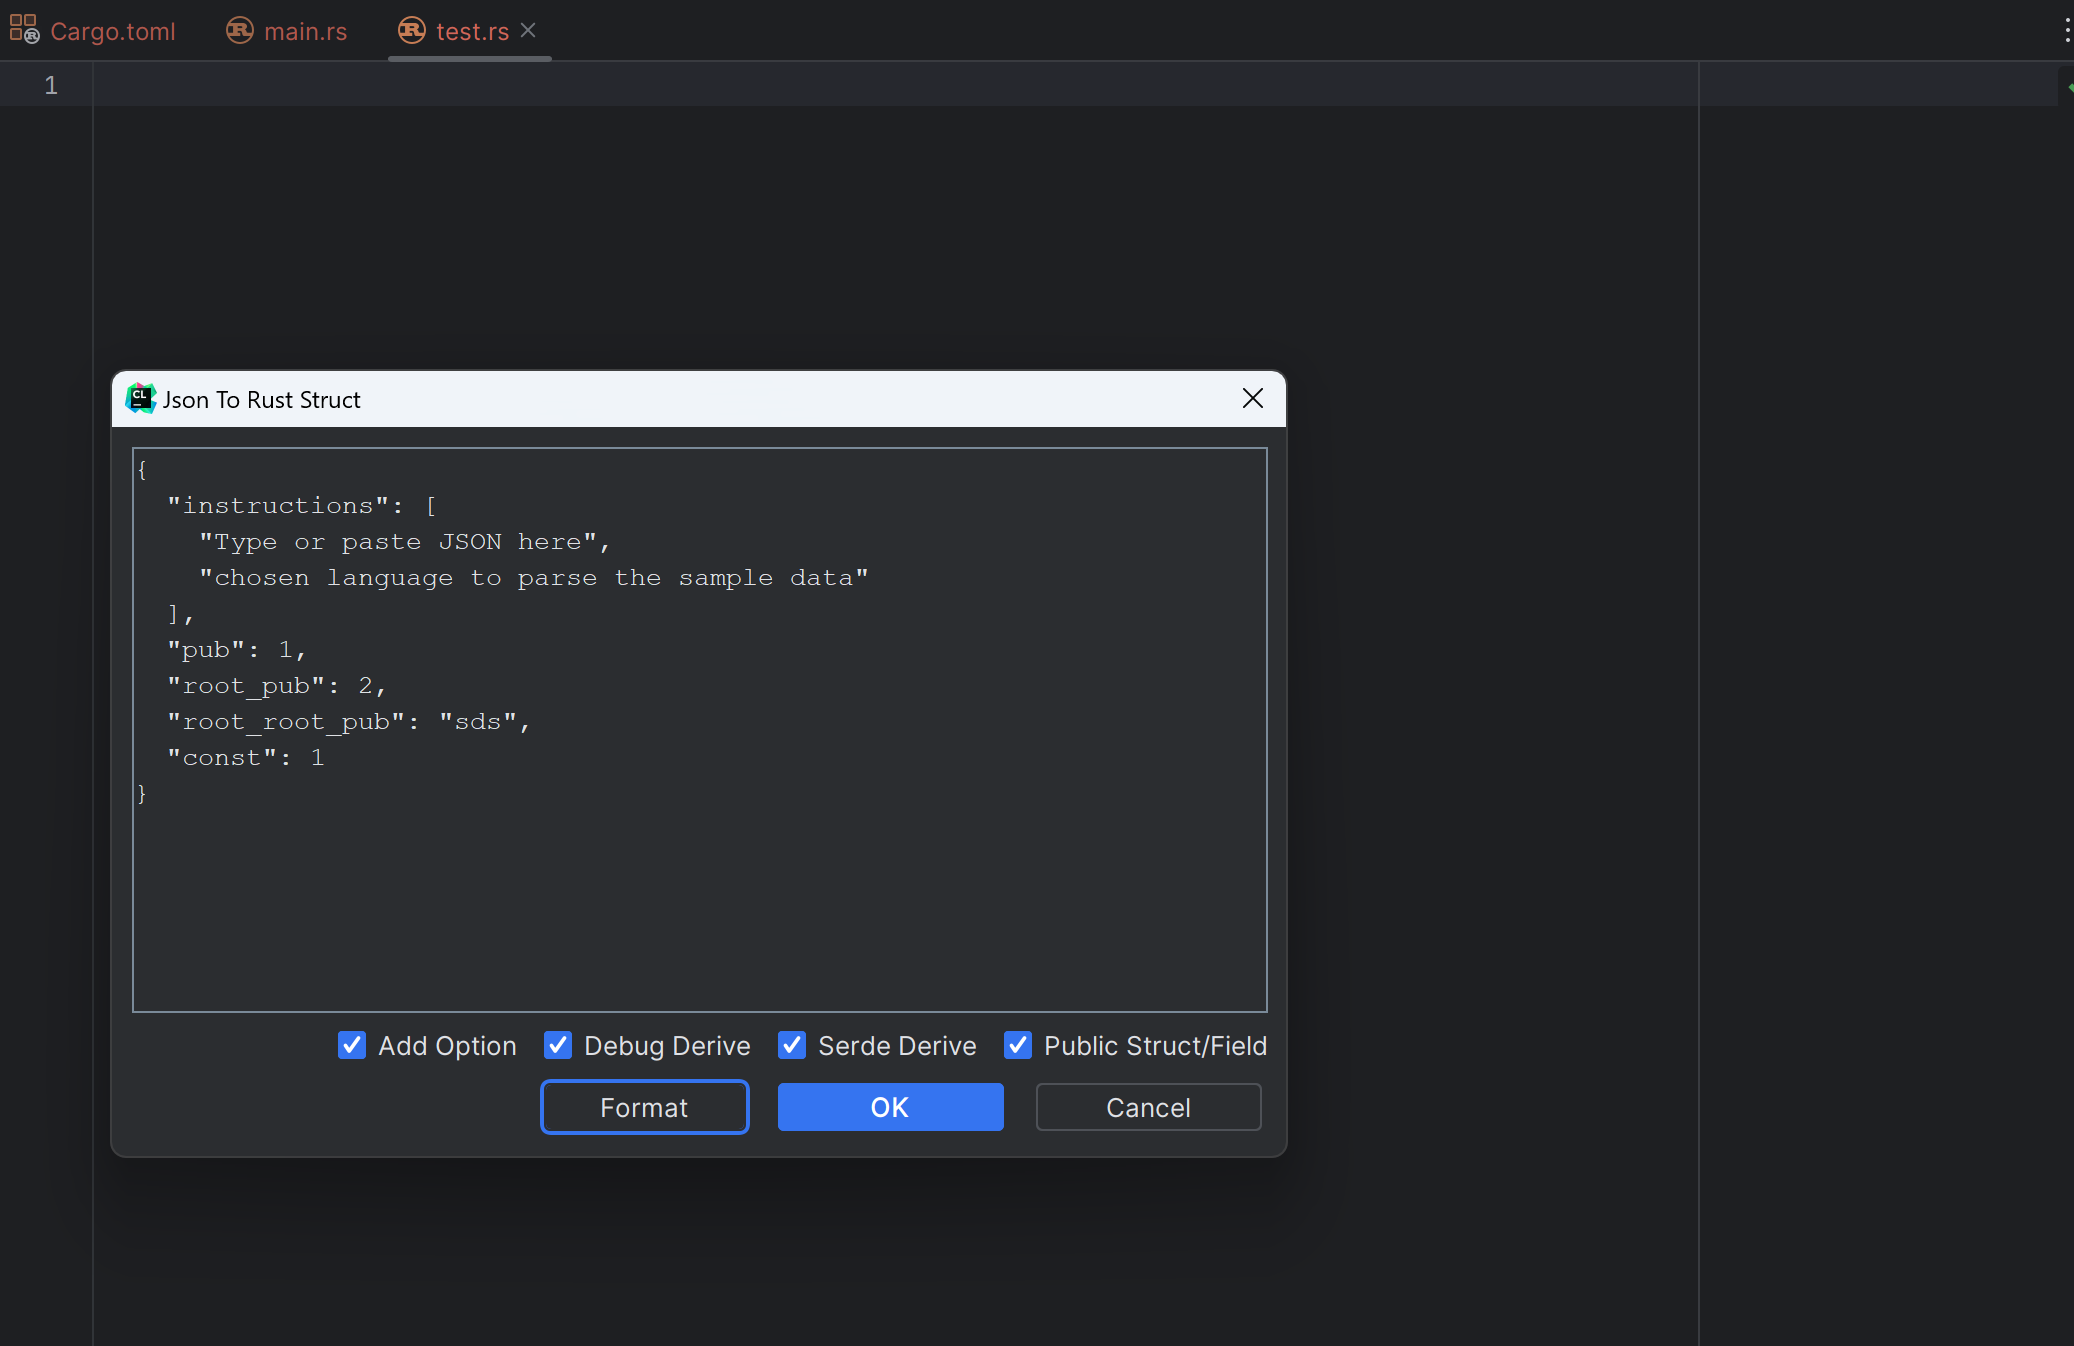 Cargo.toml main.rs test.rs
1
CL
Json To Rust Struct
{
"instructions": [
"Type or paste JSON here",
"chosen language to parse the sample data"
],
"pub": 1,
"root_pub": 2,
"root_root_pub": "sds",
"const": 1
}
Add Option Debug Derive Serde Derive Public Struct/Field
Format OK Cancel